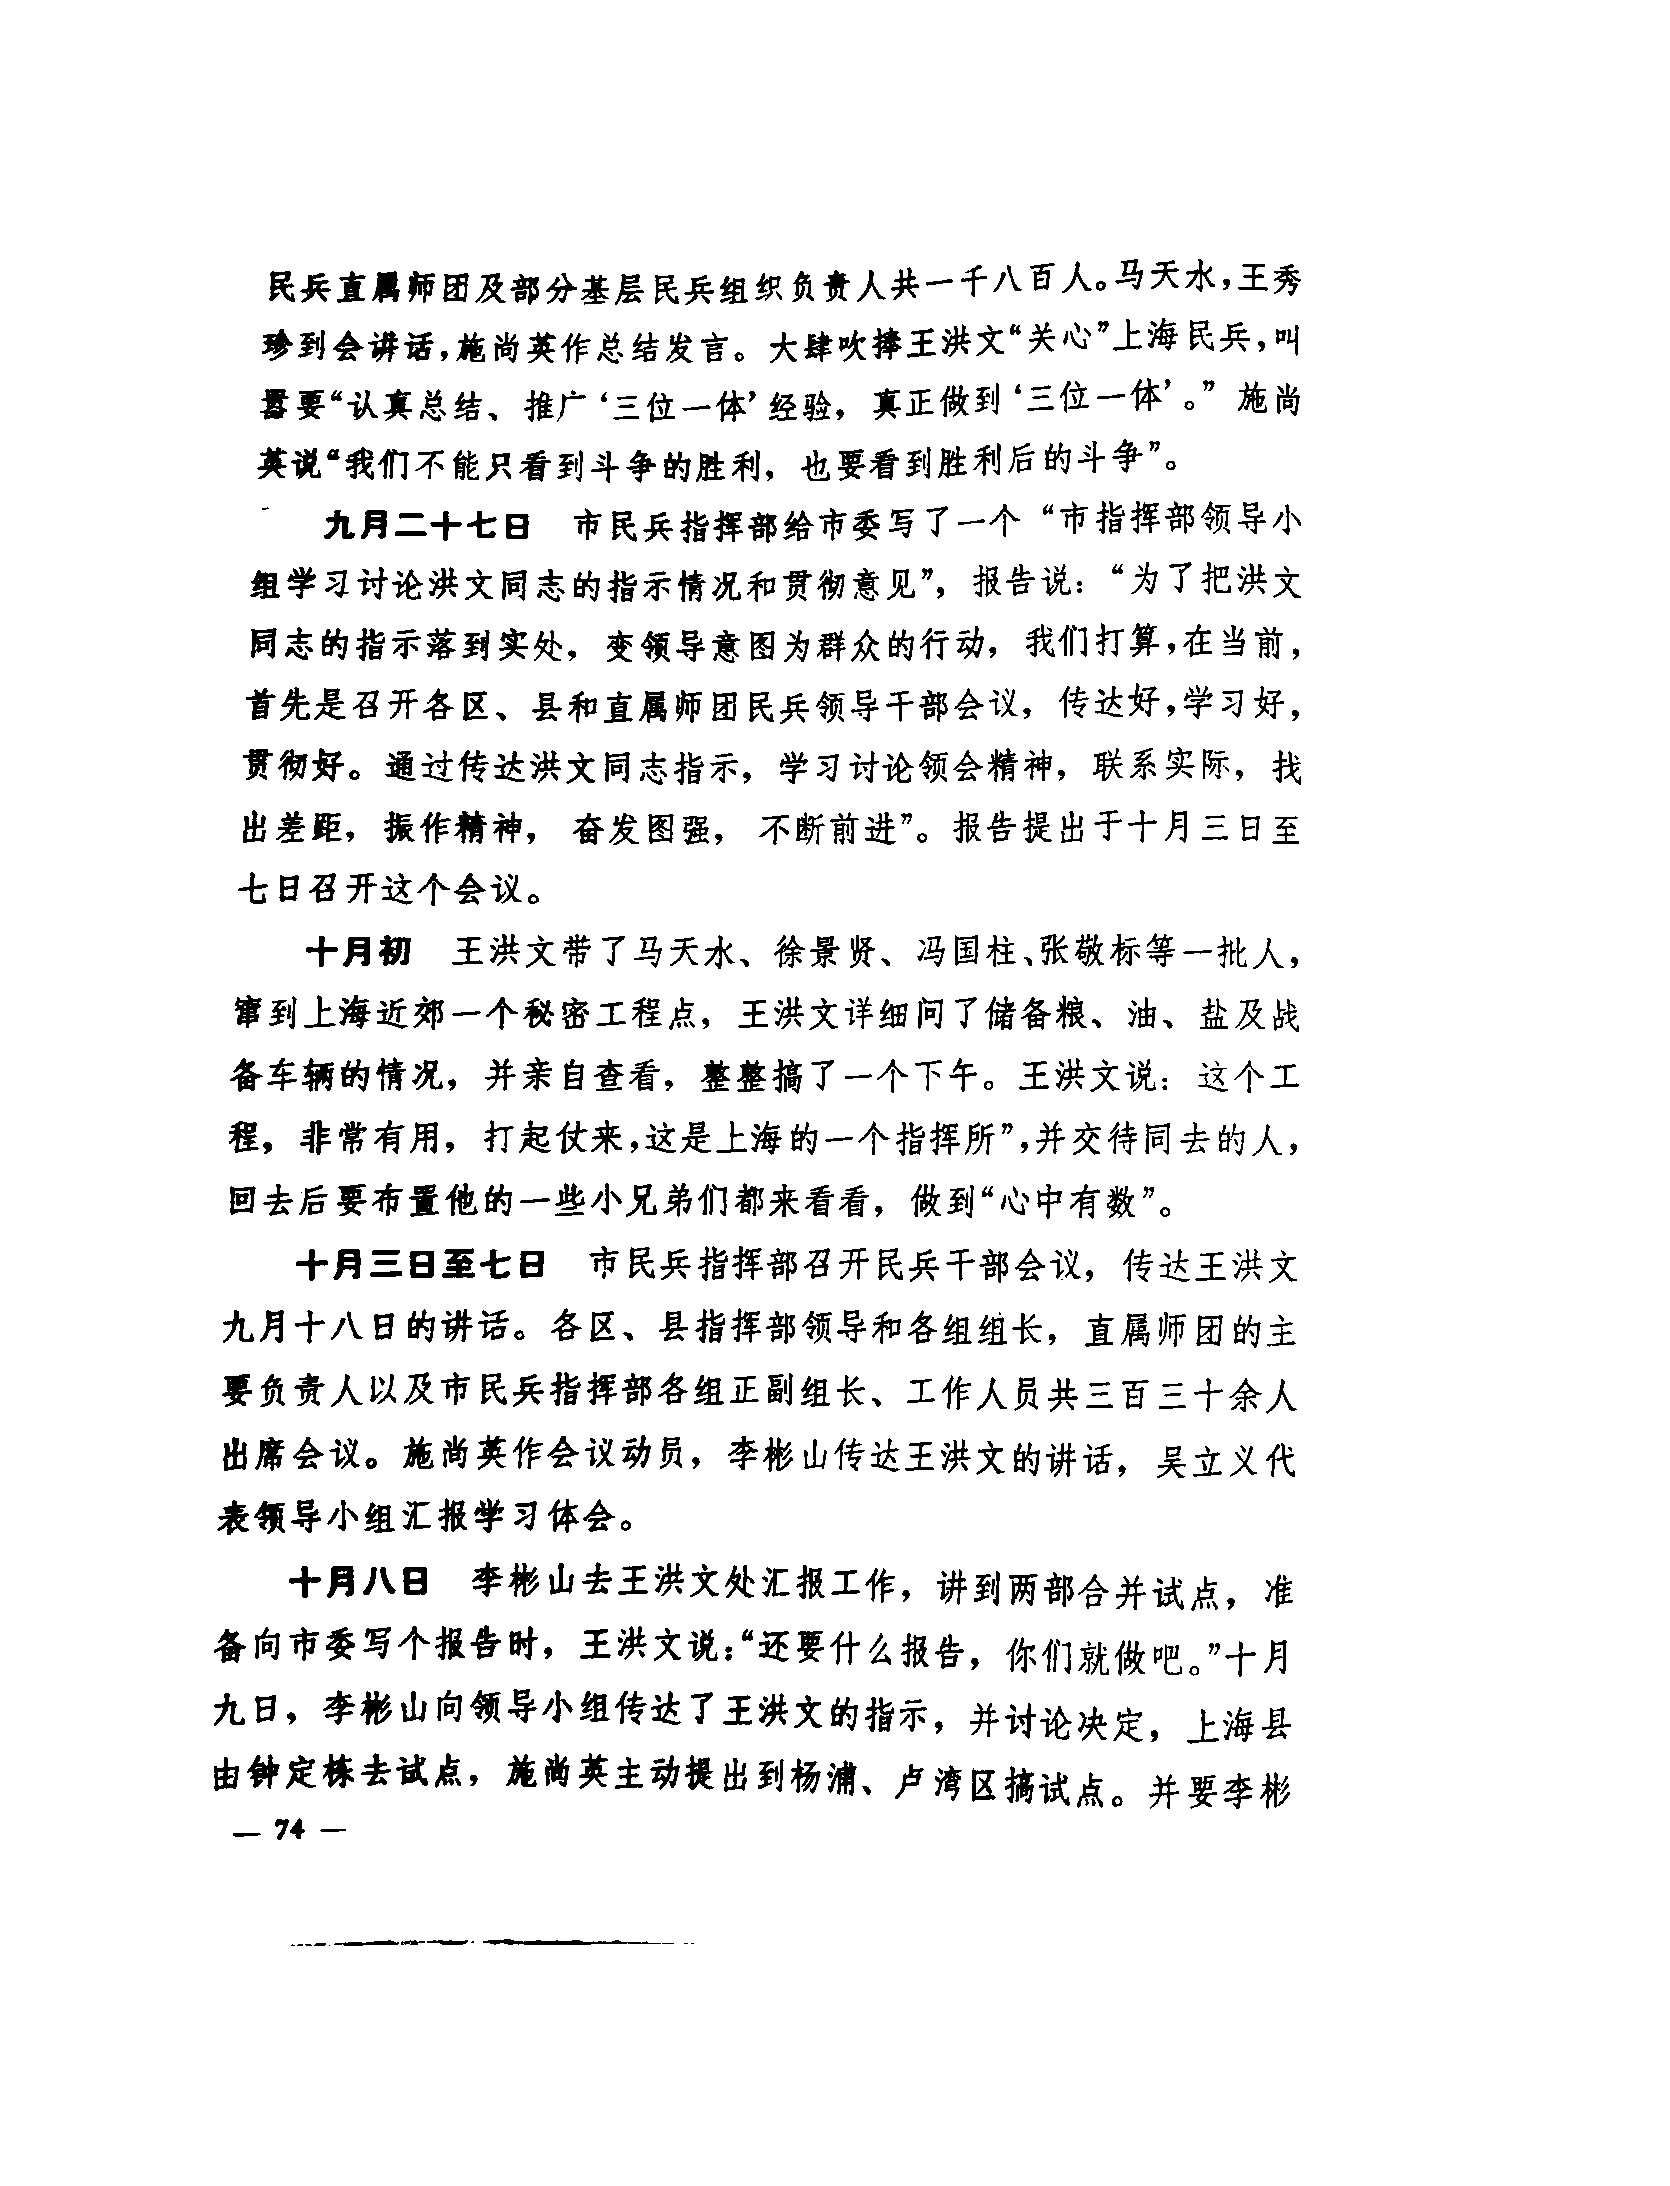 民兵直属师团及部分基层民兵组织负责人共一千八百人。马天水，王秀
珍到会讲话，施尚英作总结发言。大肆吹捧王洪文“关心”上海民兵，叫
嚣要“认真总结、推广‘三位一体’经验，真正做到‘三位一体’。”施尚
英说“我们不能只看到斗争的胜利，也要看到胜利后的斗争”。
九月二十七日　市民兵指挥部给市委写了一个“市指挥部领导小
组学习讨论洪文同志的指示情况和贯彻意见”，报告说：“为了把洪文
同志的指示落到实处，变领导意图为群众的行动，我们打算，在当前，
首先是召开各区、县和直属师团民兵领导干部会议，传达好，学习好，
贯彻好。通过传达洪文同志指示，学习讨论领会精神，联系实际，找
出差距，振作精神，奋发图强，不断前进”。报告提出于十月三日至
七日召开这个会议。
十月初　王洪文带了马天水、徐景贤、冯国柱、张敬标等一批人，
窜到上海近郊一个秘密工程点，王洪文详细问了储备粮、油、盐及战
备车辆的情况，并亲自查看，整整搞了一个下午。王洪文说：这个工
程，非常有用，打起仗来，这是上海的一个指挥所”，并交待同去的人，
回去后要布置他的一些小兄弟们都来看看，做到“心中有数”。
十月三日至七日　市民兵指挥部召开民兵干部会议，传达王洪文
九月十八日的讲话。各区、县指挥部领导和各组组长，直属师团的主
要负责人以及市民兵指挥部各组正副组长、工作人员共三百三十余人
出席会议。施尚英作会议动员，李彬山传达王洪文的讲话，吴立义代
表领导小组汇报学习体会。
十月八日　李彬山去王洪文处汇报工作，讲到两部合并试点，准
备向市委写个报告时，王洪文说：“还要什么报告，你们就做吧。”十月
九日，李彬山向领导小组传达了王洪文的指示，并讨论决定，上海县
由钟定栋去试点，施尚英主动提出到杨浦、卢湾区搞试点。并要李彬
— 74 —